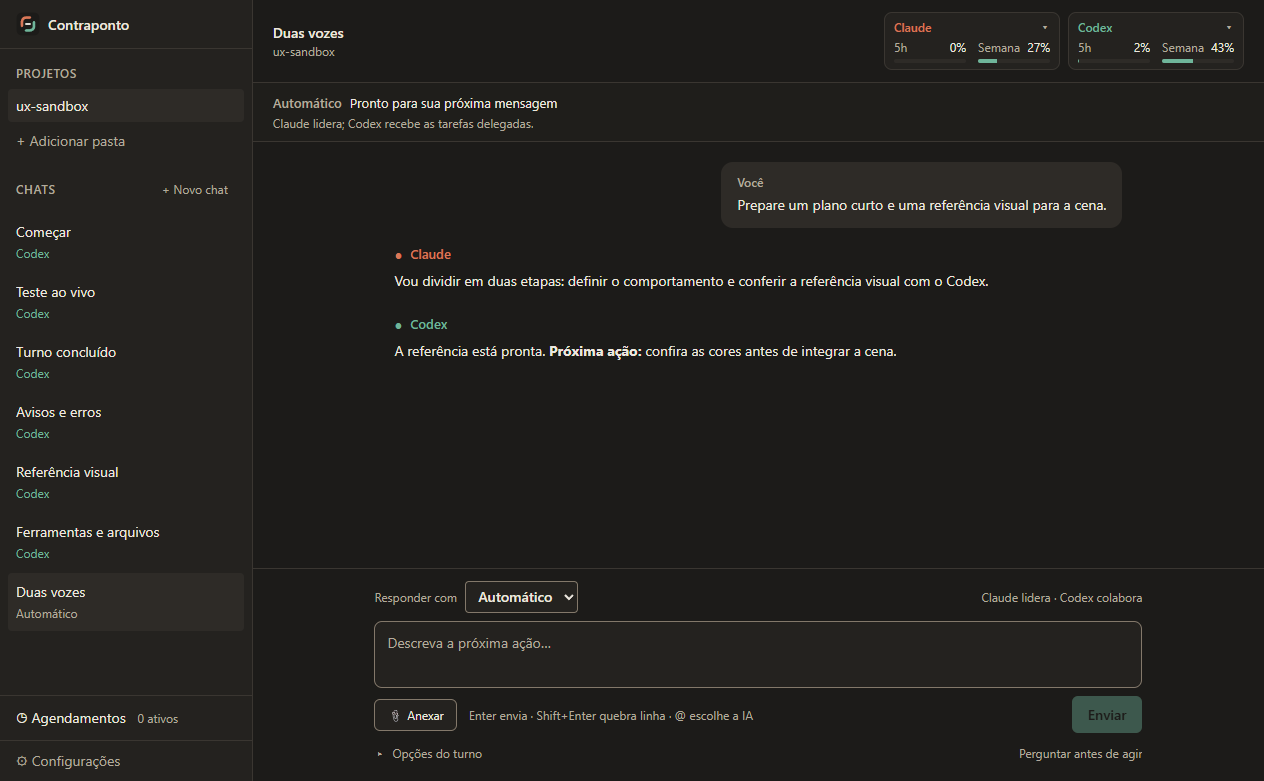 Contraponto
PROJETOS
ux-sandbox
+ Adicionar pasta
CHATS + Novo chat
Começar
Codex
Teste ao vivo
Codex
Turno concluído
Codex
Avisos e erros
Codex
Referência visual
Codex
Ferramentas e arquivos
Codex
Duas vozes
Automático
Agendamentos 0 ativos
Configurações
Duas vozes
ux-sandbox
Claude
5h 0% Semana 27%
Codex
5h 2% Semana 43%
Automático Pronto para sua próxima mensagem
Claude lidera; Codex recebe as tarefas delegadas.
Você
Prepare um plano curto e uma referência visual para a cena.
Claude
Vou dividir em duas etapas: definir o comportamento e conferir a referência visual com o Codex.
Codex
A referência está pronta. Próxima ação: confira as cores antes de integrar a cena.
Responder com Automático Claude lidera · Codex colabora
Descreva a próxima ação...
Anexar Enter envia · Shift+Enter quebra linha · @ escolhe a IA Enviar
Opções do turno Perguntar antes de agir